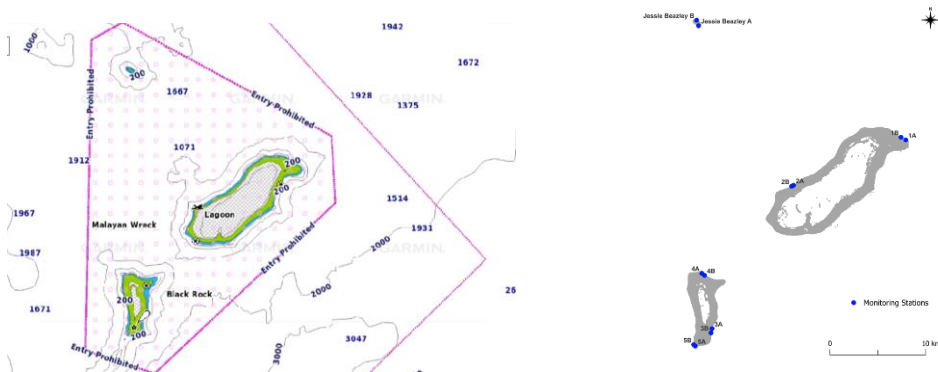 1942
1000
1672
200
Entry Prohibited
1667
GARMIN
GARMIN
Entry Prohibited
1928
1375
1071
1912
200
200
1514
Lagoon
1967
Malayan Wreck
1931
Entry Prohibited
2000
1987
GARMIN
GARMIN
Black Rock
200
2000
26
1671
200
3047
3000
Entry Prohibited
Jessie Beazley B
Jessie Beazley A
N
1B
1A
2B
2A
4A
4B
3A
3B
5B
5A
Monitoring Stations
0
10 km